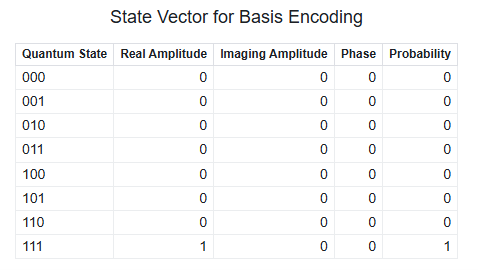 State Vector for Basis Encoding
Quantum State Real Amplitude Imaging Amplitude Phase Probability
000 0 0 0 0
001 0 0 0 0
010 0 0 0 0
011 0 0 0 0
100 0 0 0 0
101 0 0 0 0
110 0 0 0 0
111 1 0 0 1